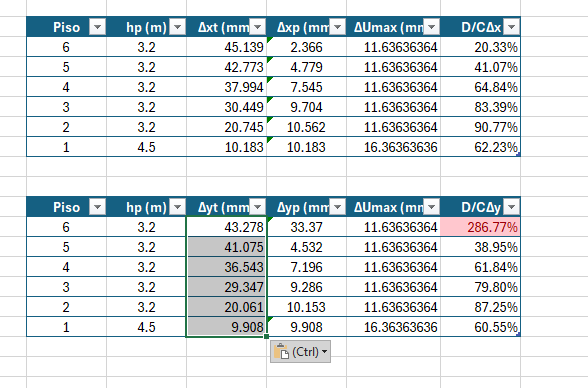 Piso hp (m) Δxt (mm Δxp (mm ΔUmax (mm D/CΔx
6 3.2 45.139 2.366 11.63636364 20.33%
5 3.2 42.773 4.779 11.63636364 41.07%
4 3.2 37.994 7.545 11.63636364 64.84%
3 3.2 30.449 9.704 11.63636364 83.39%
2 3.2 20.745 10.562 11.63636364 90.77%
1 4.5 10.183 10.183 16.36363636 62.23%
Piso hp (m) Δyt (mm Δyp (mm ΔUmax (mm D/CΔy
6 3.2 43.278 33.37 11.63636364 286.77%
5 3.2 41.075 4.532 11.63636364 38.95%
4 3.2 36.543 7.196 11.63636364 61.84%
3 3.2 29.347 9.286 11.63636364 79.80%
2 3.2 20.061 10.153 11.63636364 87.25%
1 4.5 9.908 9.908 16.36363636 60.55%
(Ctrl)